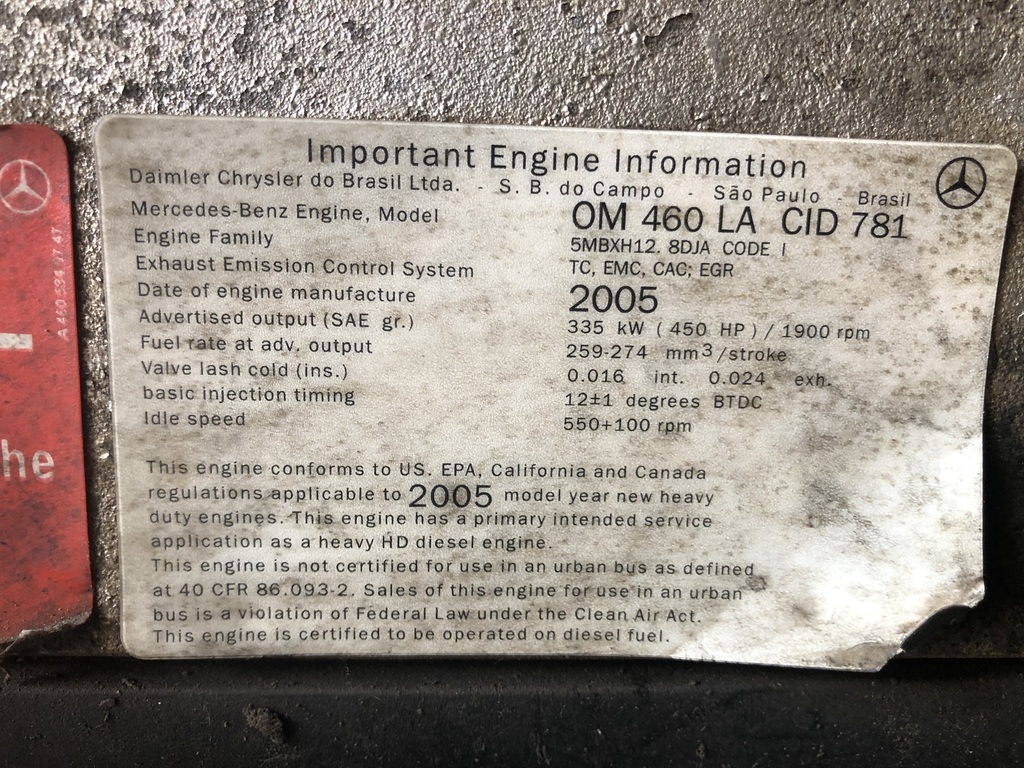 Important Engine Information
Daimler Chrysler do Brasil Ltda. - S. B. do Campo - São Paulo - Brasil
Mercedes-Benz Engine, Model OM 460 LA CID 781
Engine Family 5MBXH12. 8DJA CODE I
Exhaust Emission Control System TC, EMC, CAC; EGR
Date of engine manufacture 2005
Advertised output (SAE gr.) 335 kW ( 450 HP ) / 1900 rpm
Fuel rate at adv. output 259-274 mm3/stroke
Valve lash cold (ins.) 0.016 int. 0.024 exh.
basic injection timing 12±1 degrees BTDC
Idle speed 550+100 rpm
This engine conforms to US. EPA, California and Canada
regulations applicable to 2005 model year new heavy
duty engines. This engine has a primary intended service
application as a heavy HD diesel engine.
This engine is not certified for use in an urban bus as defined
at 40 CFR 86.093-2. Sales of this engine for use in an urban
bus is a violation of Federal Law under the Clean Air Act.
This engine is certified to be operated on diesel fuel.
he